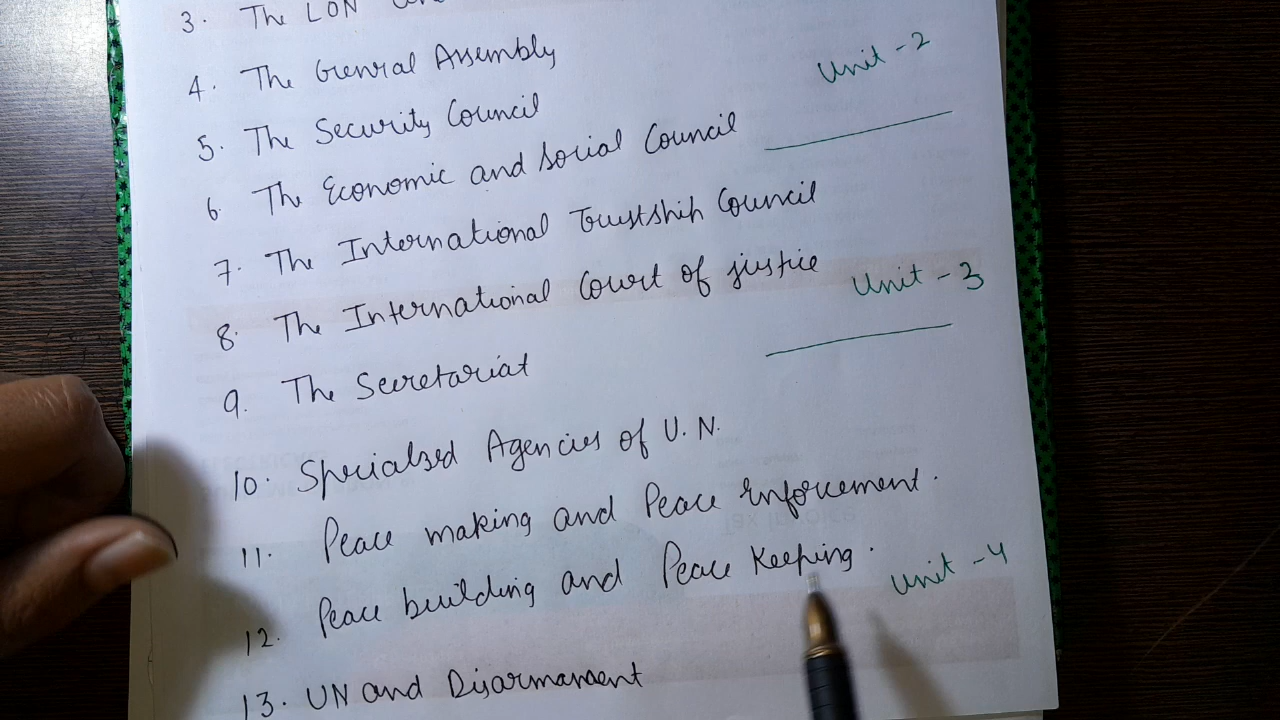 3. The LON
4. The General Assembly
Unit - 2
5. The Security Council
6. The Economic and Social Council
7. The International Trustship Council
8. The International Court of justice
Unit - 3
9. The Secretariat
10. Specialzed Agencies of U.N.
11. Peace making and Peace Enforcement.
12. Peace building and Peace Keeping.
Unit - 4
13. UN and Disarmament